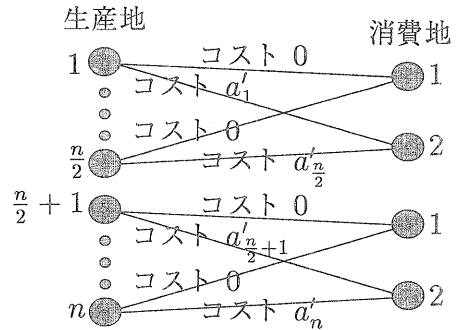 生産地
消費地
1 コスト 0 1
コスト a'_1
コスト 0
n/2 コスト a'_{n/2} 2
n/2 + 1 コスト 0 1
コスト a'_{n/2+1}
コスト 0
n コスト a'_n 2